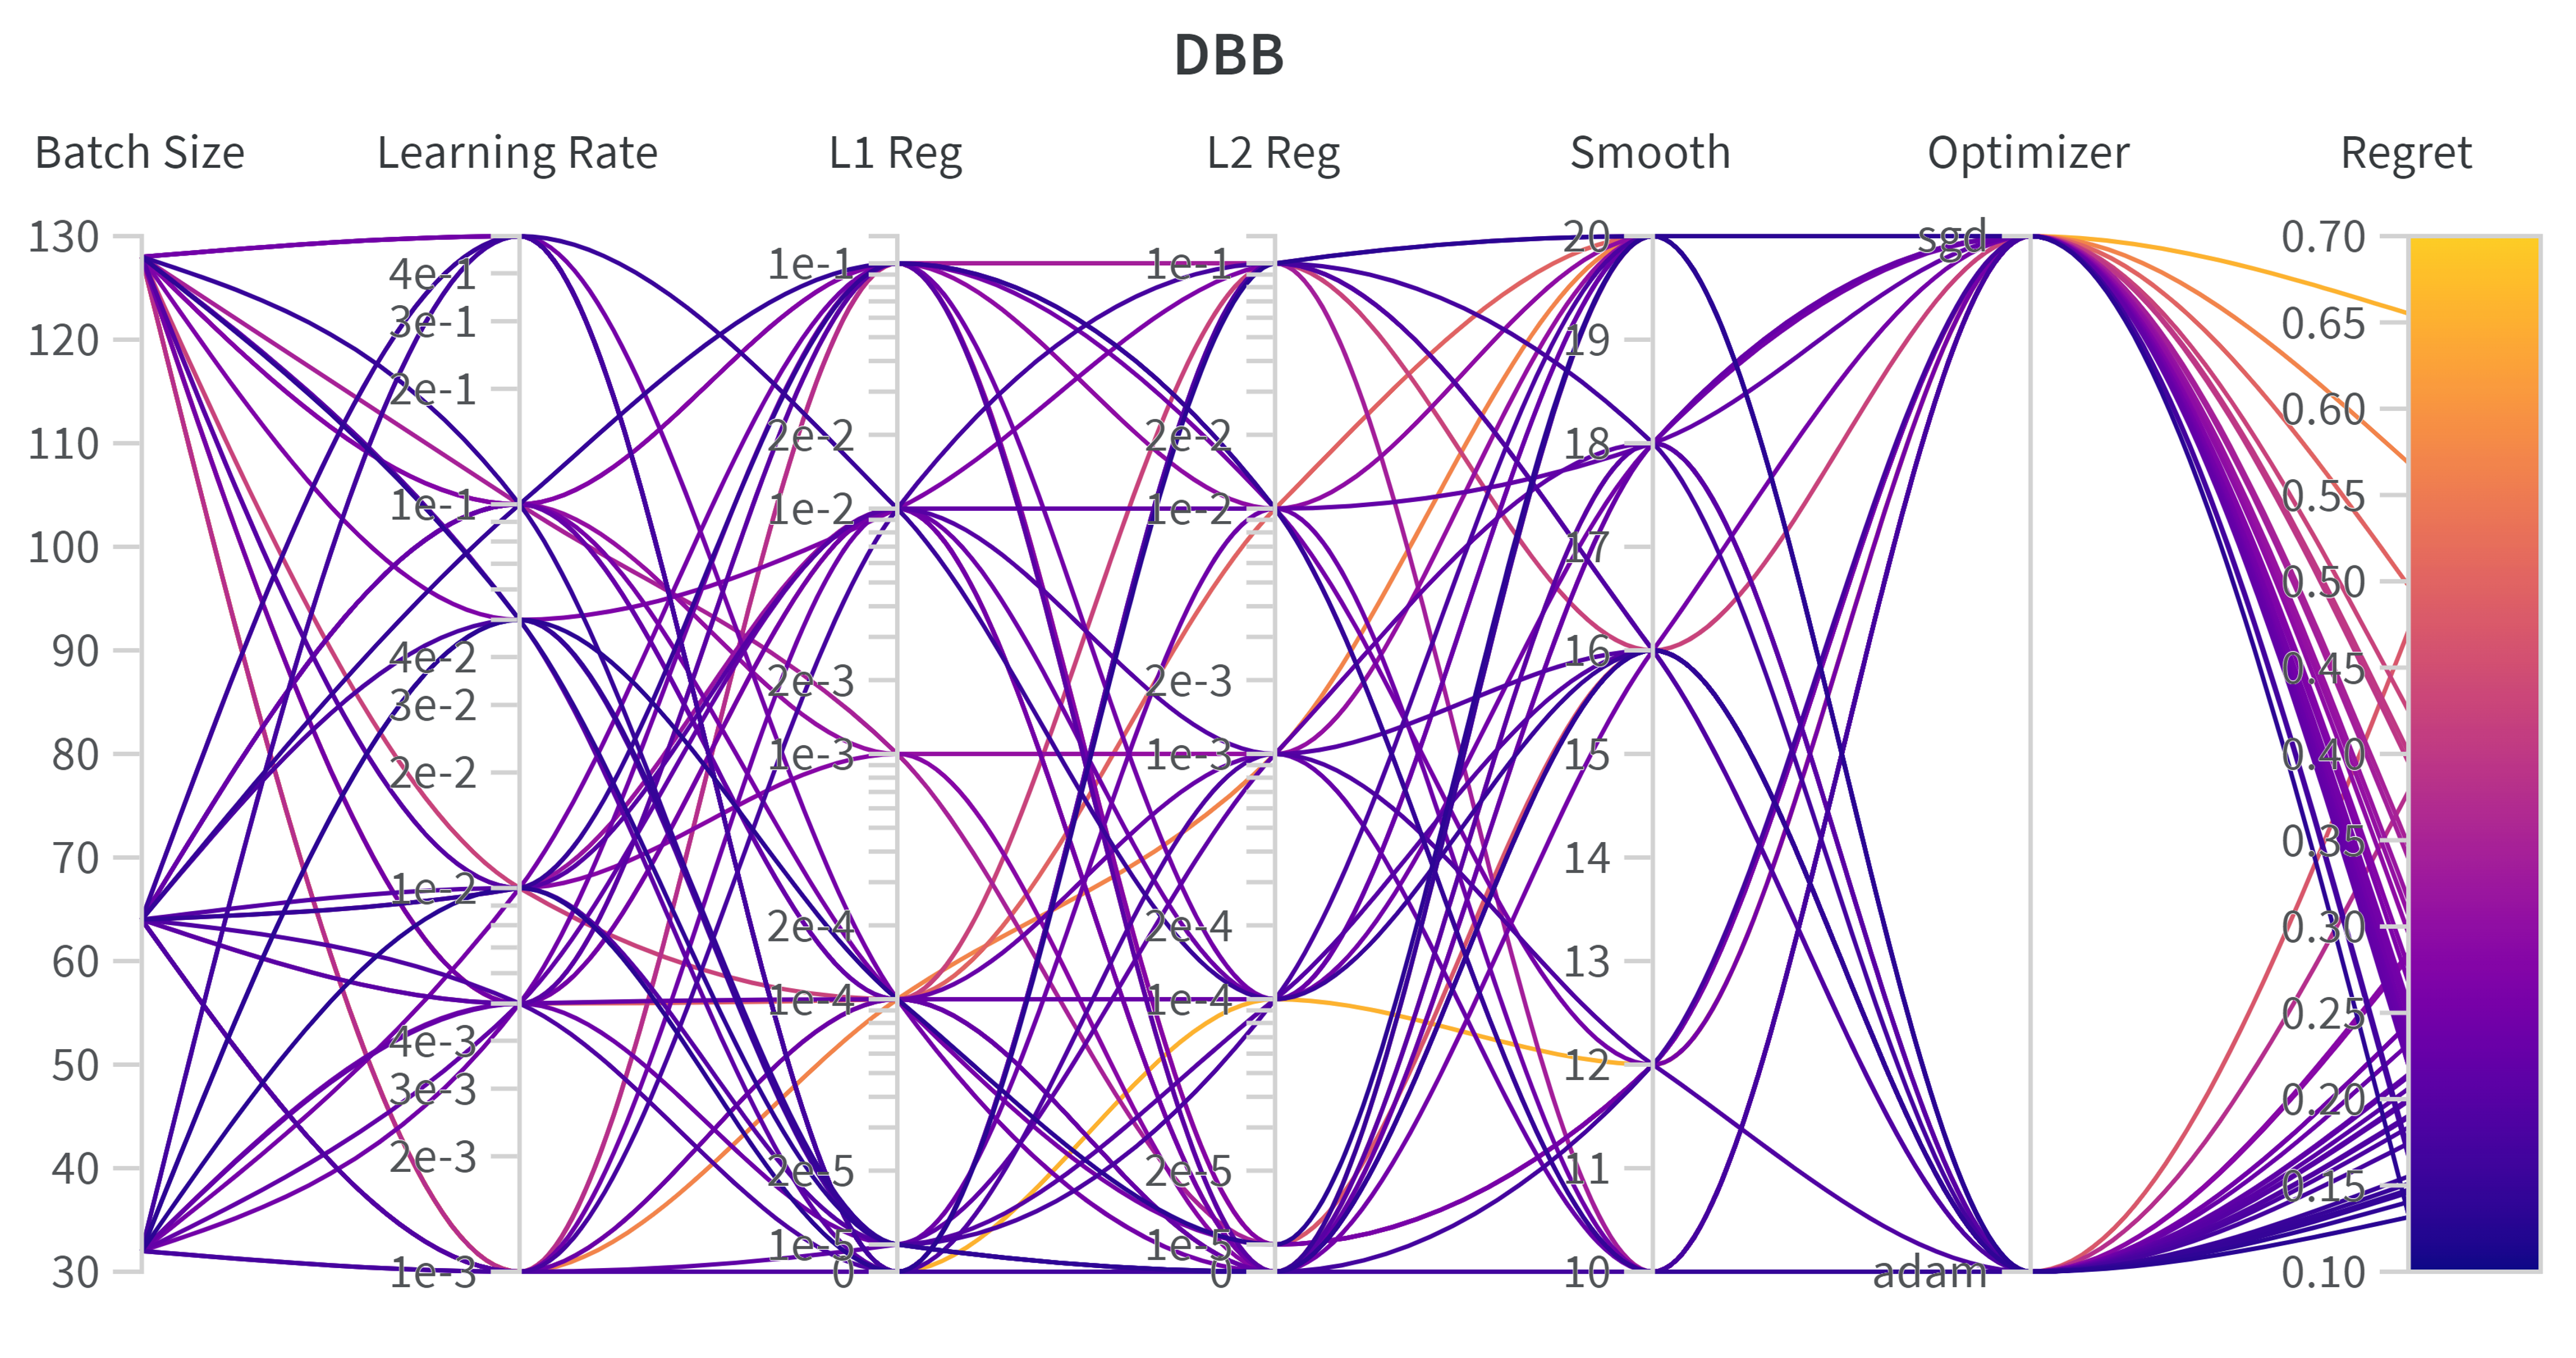 DBB
Batch Size Learning Rate L1 Reg L2 Reg Smooth Optimizer Regret
130
120
110
100
90
80
70
60
50
40
30
4e-1
3e-1
2e-1
1e-1
4e-2
3e-2
2e-2
1e-2
4e-3
3e-3
2e-3
1e-3
1e-1
2e-2
1e-2
2e-3
1e-3
2e-4
1e-4
2e-5
1e-5
0
1e-1
2e-2
1e-2
2e-3
1e-3
2e-4
1e-4
2e-5
1e-5
0
20
19
18
17
16
15
14
13
12
11
10
sgd
adam
0.70
0.65
0.60
0.55
0.50
0.45
0.40
0.35
0.30
0.25
0.20
0.15
0.10